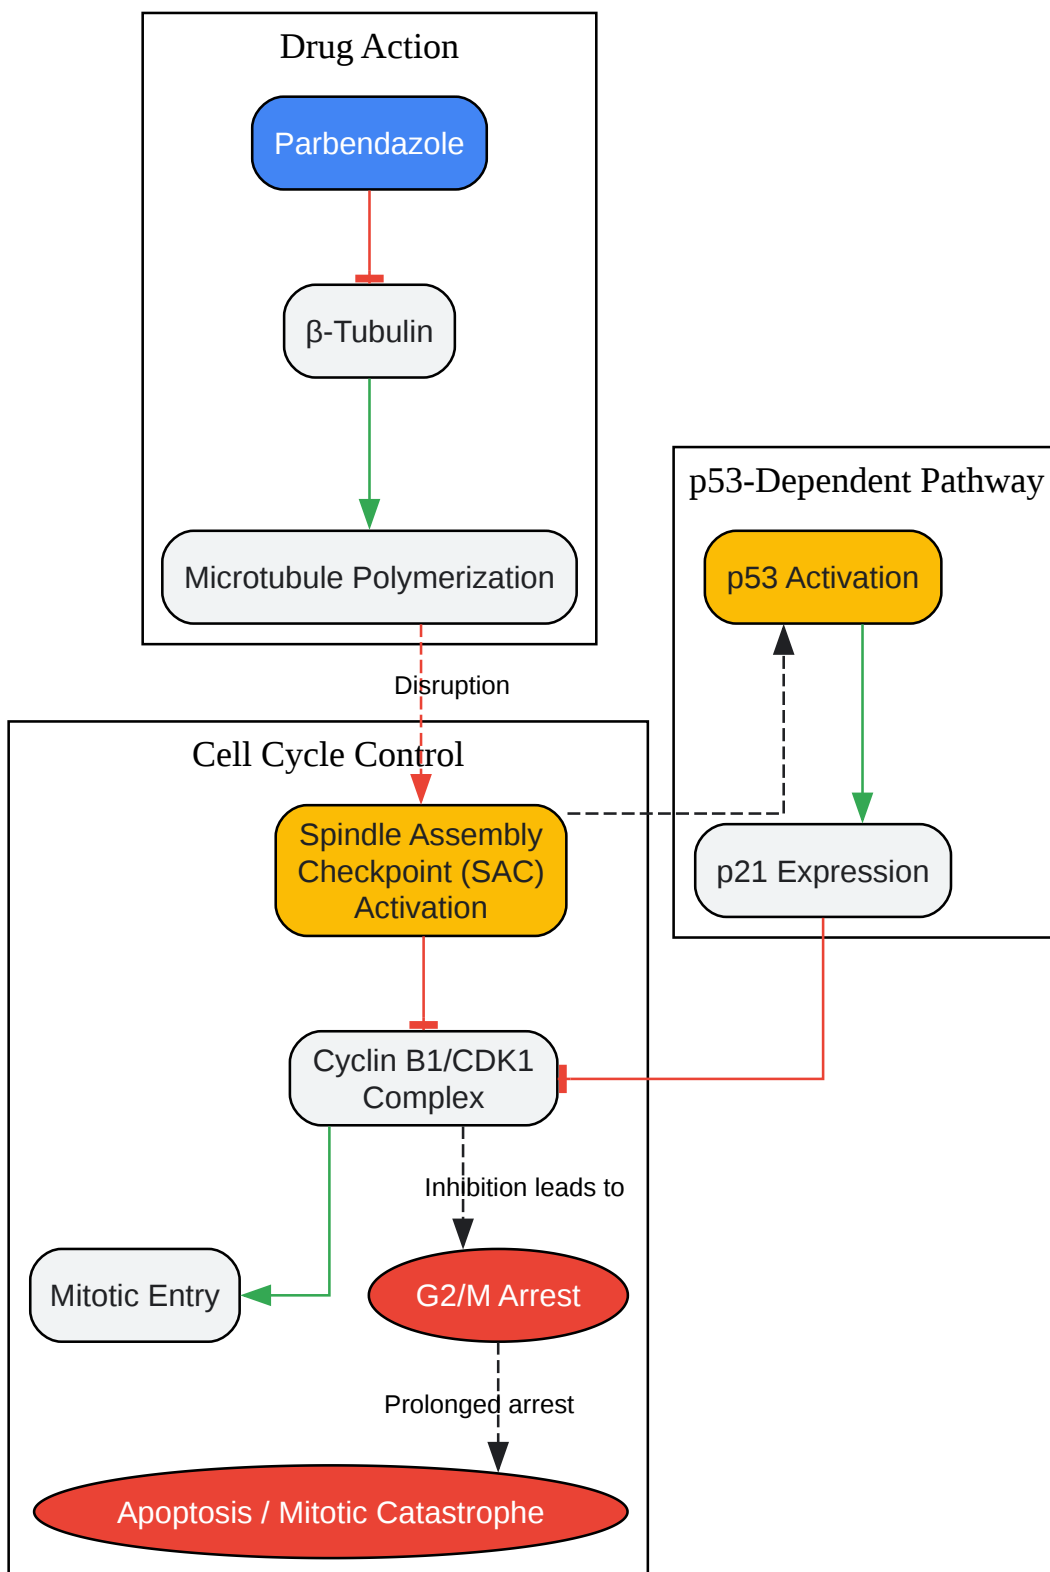 Drug Action
Parbendazole
β-Tubulin
Microtubule Polymerization
Disruption
p53-Dependent Pathway
p53 Activation
p21 Expression
Cell Cycle Control
Spindle Assembly
Checkpoint (SAC)
Activation
Cyclin B1/CDK1
Complex
Inhibition leads to
Mitotic Entry
G2/M Arrest
Prolonged arrest
Apoptosis / Mitotic Catastrophe